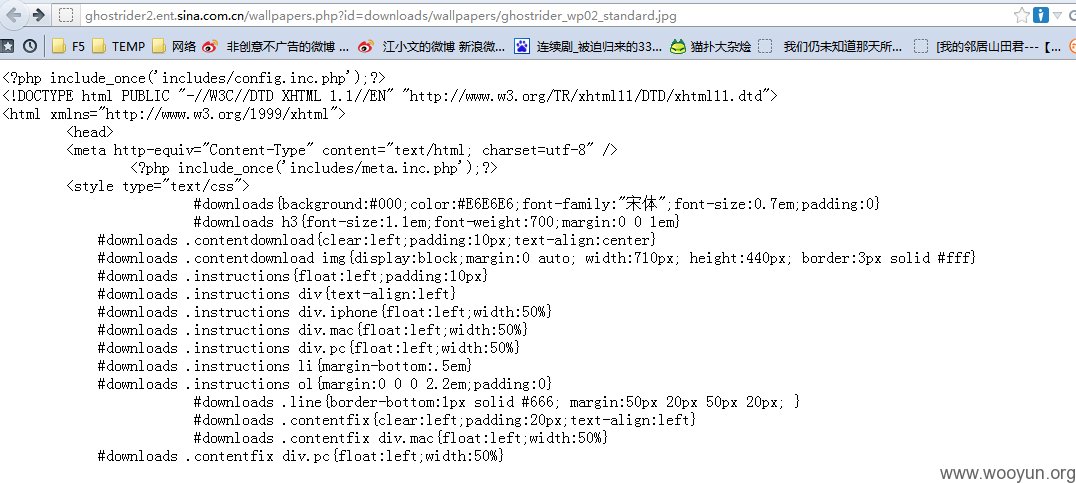 ghostrider2.ent.sina.com.cn/wallpapers.php?id=downloads/wallpapers/ghostrider_wp02_standard.jpg
F5 TEMP 网络 非创意不广告的微博 ... 江小文的微博 新浪微... 连续剧_被迫归来的33... 猫扑大杂烩 我们仍未知道那天所... [我的邻居山田君---【...
<?php include_once('includes/config.inc.php');?>
<!DOCTYPE html PUBLIC "-//W3C//DTD XHTML 1.1//EN" "http://www.w3.org/TR/xhtml11/DTD/xhtml11.dtd">
<html xmlns="http://www.w3.org/1999/xhtml">
<head>
<meta http-equiv="Content-Type" content="text/html; charset=utf-8" />
<?php include_once('includes/meta.inc.php');?>
<style type="text/css">
#downloads{background:#000;color:#E6E6E6;font-family:"宋体";font-size:0.7em;padding:0}
#downloads h3{font-size:1.1em;font-weight:700;margin:0 0 1em}
#downloads .contentdownload{clear:left;padding:10px;text-align:center}
#downloads .contentdownload img{display:block;margin:0 auto; width:710px; height:440px; border:3px solid #fff}
#downloads .instructions{float:left;padding:10px}
#downloads .instructions div{text-align:left}
#downloads .instructions div.iphone{float:left;width:50%}
#downloads .instructions div.mac{float:left;width:50%}
#downloads .instructions div.pc{float:left;width:50%}
#downloads .instructions li{margin-bottom:.5em}
#downloads .instructions ol{margin:0 0 0 2.2em;padding:0}
#downloads .line{border-bottom:1px solid #666; margin:50px 20px 50px 20px; }
#downloads .contentfix{clear:left;padding:20px;text-align:left}
#downloads .contentfix div.mac{float:left;width:50%}
#downloads .contentfix div.pc{float:left;width:50%}
www.wooyun.org